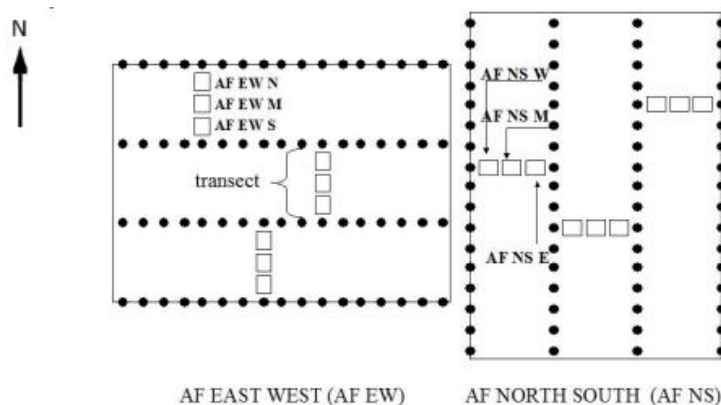 N
AF EW N
AF EW M
AF EW S
transect
AF NS W
AF NS M
AF NS E
AF EAST WEST (AF EW)
AF NORTH SOUTH (AF NS)